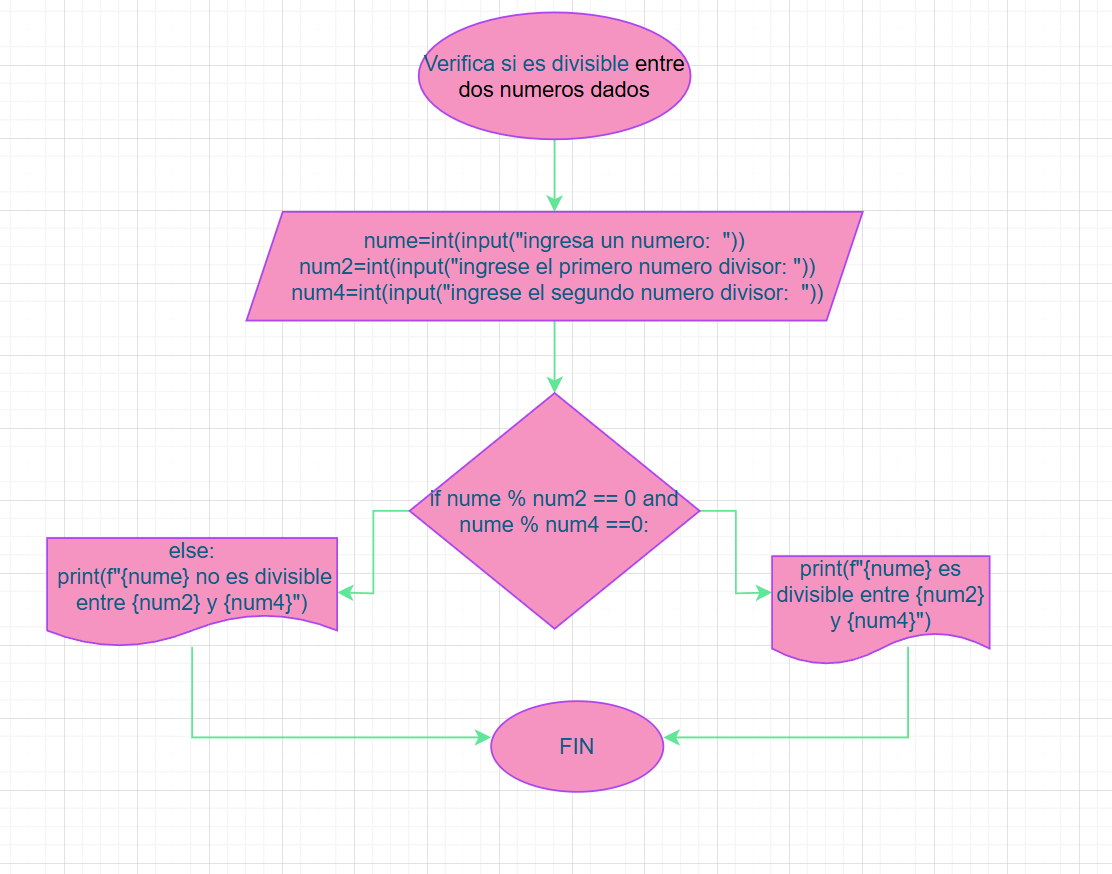 Verifica si es divisible entre
dos numeros dados
nume=int(input("ingresa un numero:  "))
num2=int(input("ingrese el primero numero divisor: "))
num4=int(input("ingrese el segundo numero divisor:  "))
if nume % num2 == 0 and
nume % num4 ==0:
else:
print(f"{nume} no es divisible
entre {num2} y {num4}")
print(f"{nume} es
divisible entre {num2}
y {num4}")
FIN